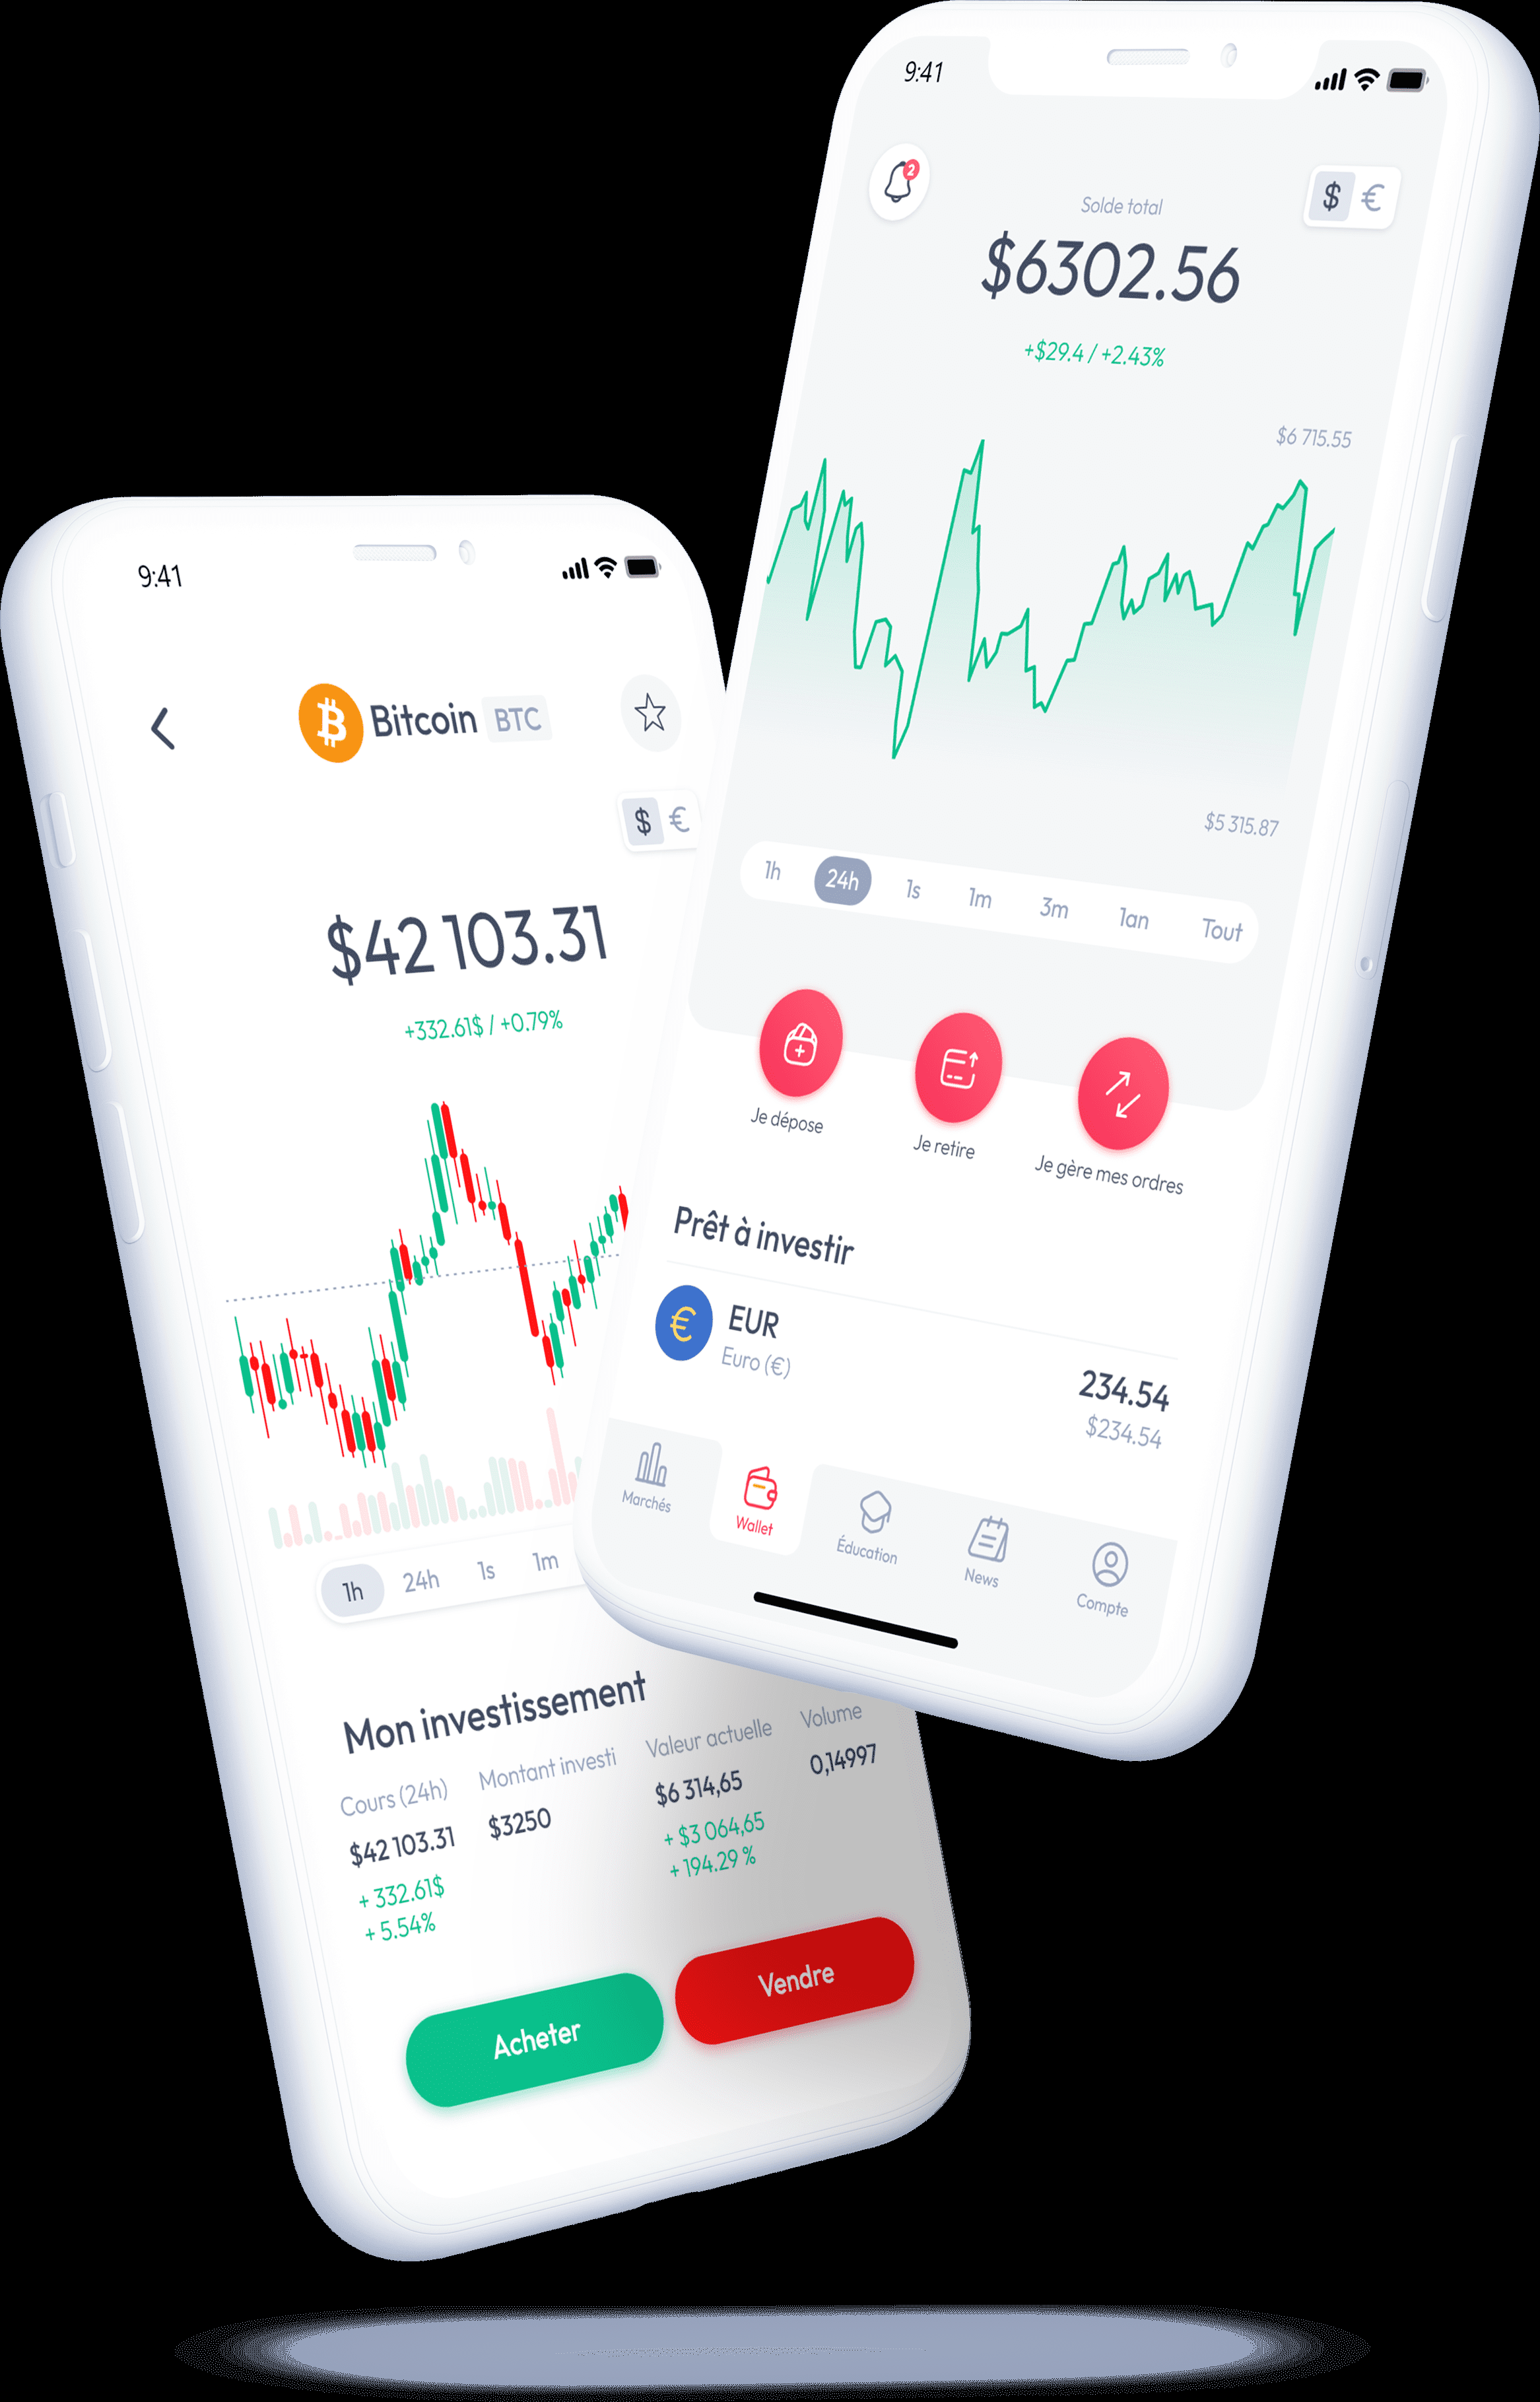 9:41
2
$ €
Solde total
$6302.56
+$29.4 / +2.43%
$6 715.55
$5 315.87
1h 24h 1s 1m 3m 1an Tout
Je dépose
Je retire
Je gère mes ordres
Prêt à investir
€
EUR
Euro (€)
234.54
$234.54
Marchés
Wallet
Éducation
News
Compte
9:41
Bitcoin BTC
$ €
$42 103.31
+332.61$ / +0.79%
1h 24h 1s 1m
Mon investissement
Cours (24h) Montant investi Valeur actuelle Volume
$42 103.31 $3250 $6 314,65 0,14997
+ 332.61$ + $3 064,65
+ 5.54% + 194.29 %
Acheter Vendre